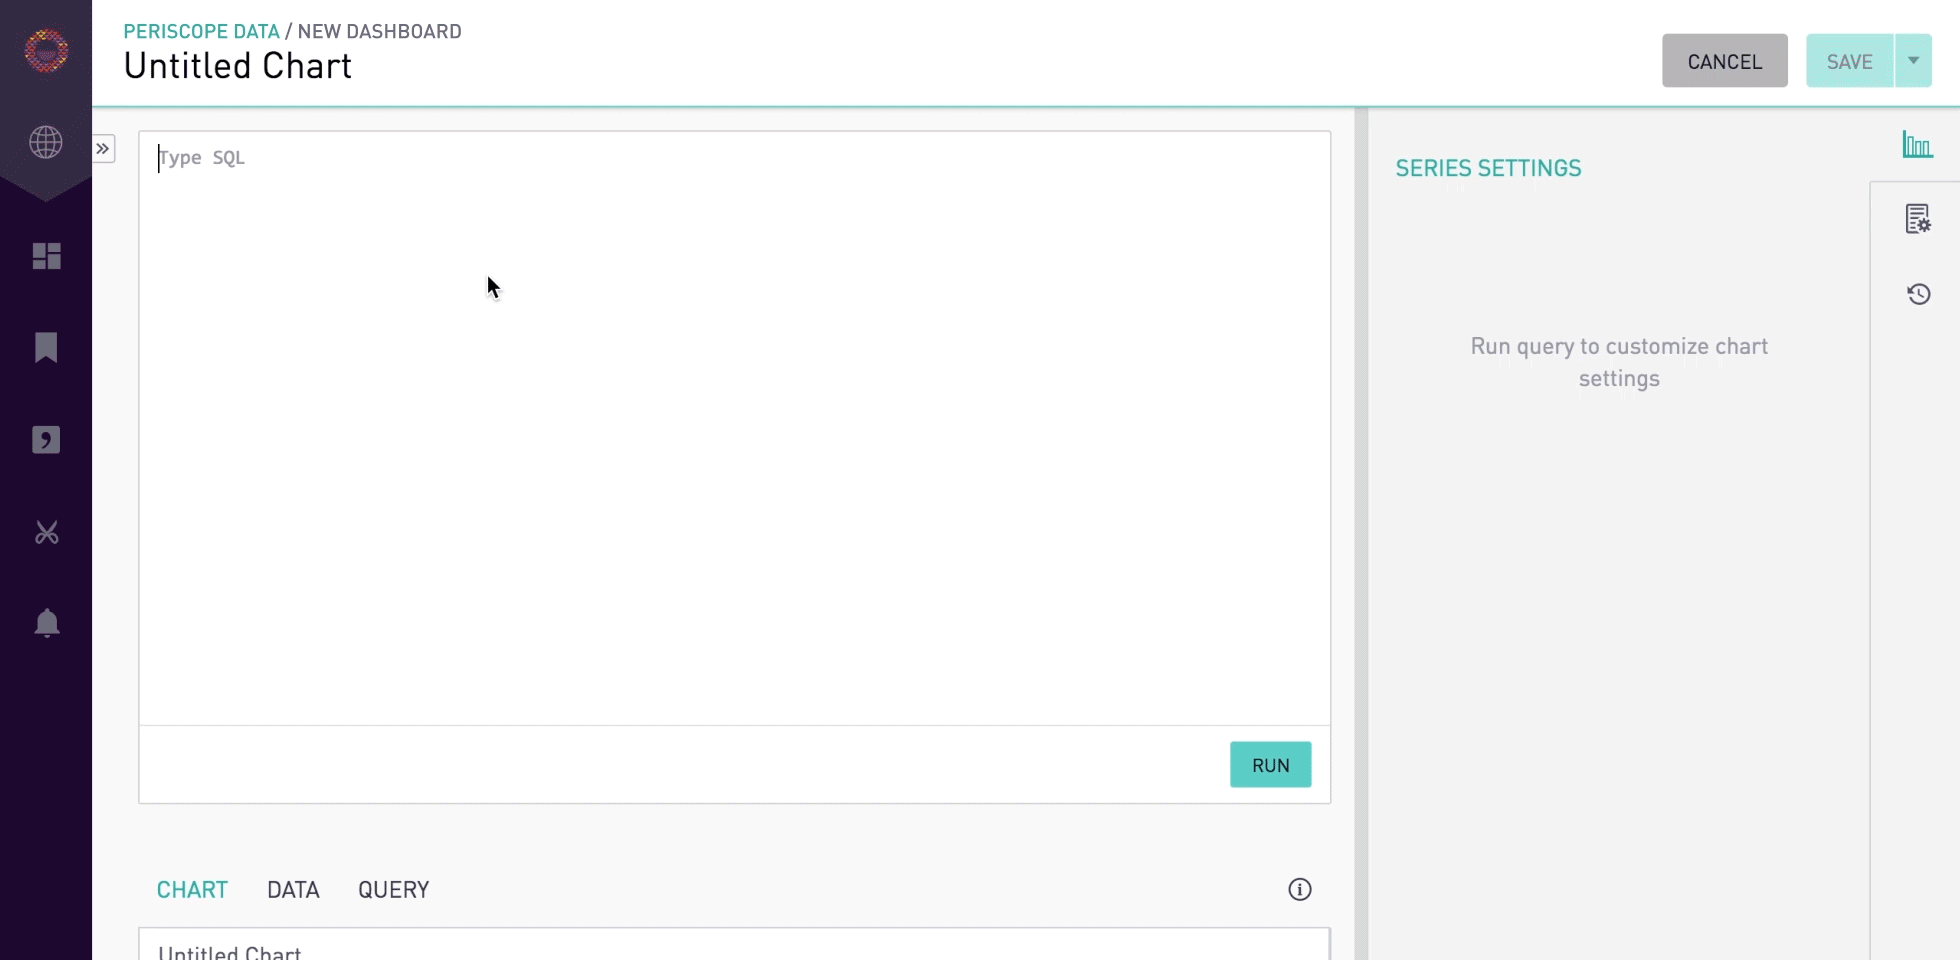 PERISCOPE DATA / NEW DASHBOARD
Untitled Chart
CANCEL
SAVE
Type SQL
SERIES SETTINGS
Run query to customize chart
settings
RUN
CHART DATA QUERY
Untitled Chart